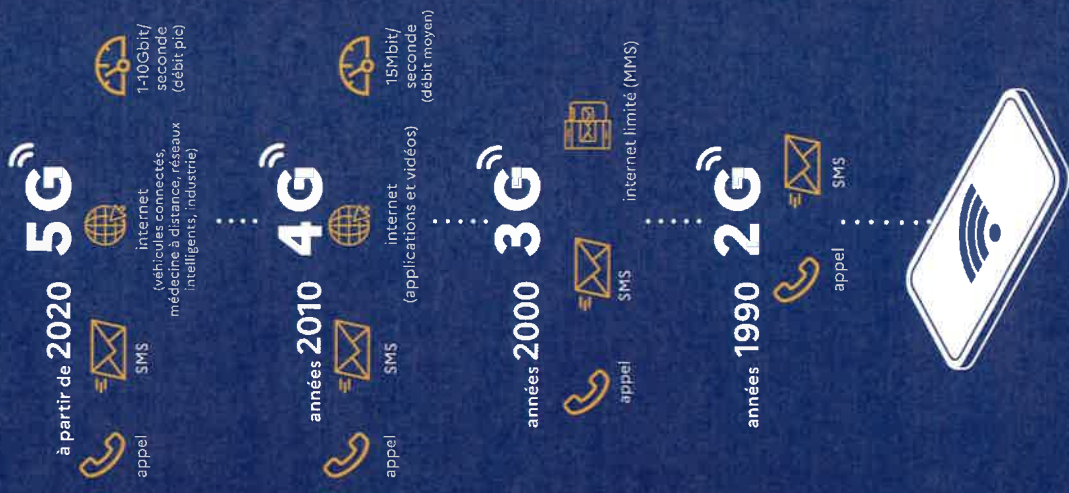 à partir de 2020 5G
appel
SMS
internet
(véhicules connectés,
médecine à distance, réseaux
intelligents, industrie)
1-10Gbit/
seconde
(débit pic)
années 2010 4G
appel
SMS
internet
(applications et vidéos)
15Mbit/
seconde
(débit moyen)
années 2000 3G
appel
SMS
internet limité (MMS)
années 1990 2G
appel
SMS